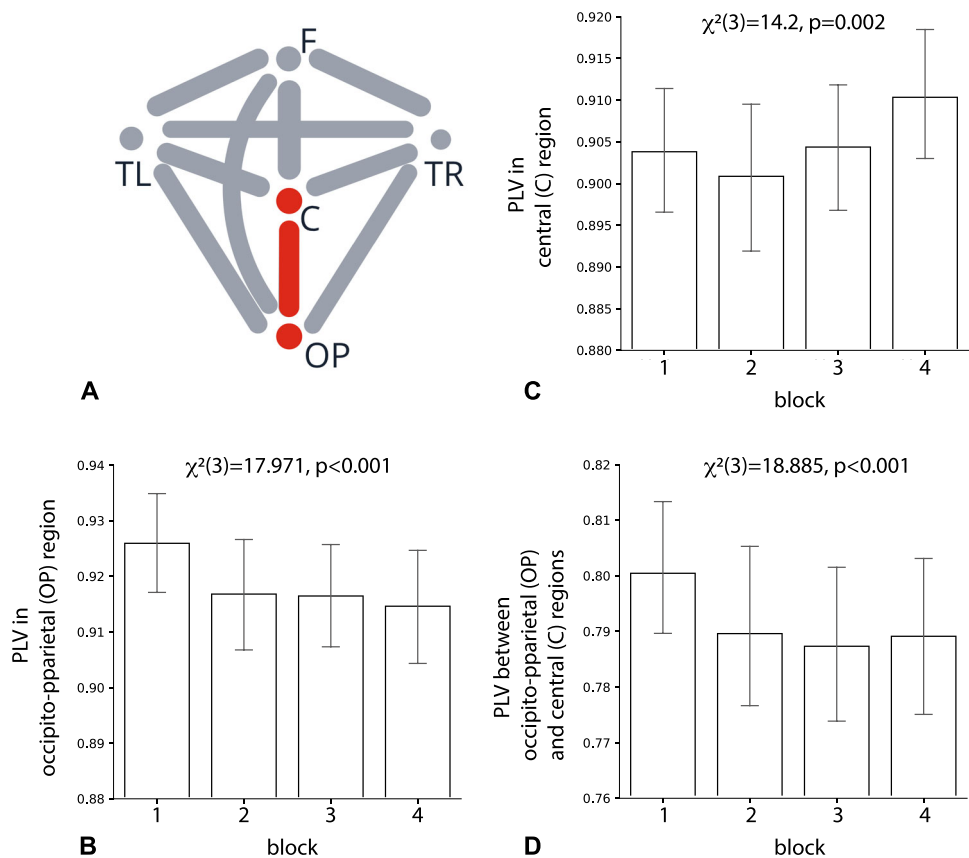 F
TL
TR
C
OP
A
χ²(3)=14.2, p=0.002
PLV in
central (C) region
0.920
0.915
0.910
0.905
0.900
0.895
0.890
0.885
0.880
1 2 3 4
block
C
χ²(3)=17.971, p<0.001
PLV in
occipito-pparietal (OP) region
0.94
0.93
0.92
0.91
0.90
0.89
0.88
1 2 3 4
block
B
χ²(3)=18.885, p<0.001
PLV between
occipito-pparietal (OP)
and central (C) regions
0.82
0.81
0.80
0.79
0.78
0.77
0.76
1 2 3 4
block
D